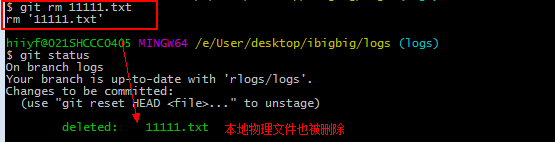 $ git rm 11111.txt
rm '11111.txt'
hiiyf@021SHCCC0405 MINGW64 /e/User/desktop/ibigbig/logs (logs)
$ git status
On branch logs
Your branch is up-to-date with 'rlogs/logs'.
Changes to be committed:
(use "git reset HEAD <file>..." to unstage)
deleted: 11111.txt 本地物理文件也被删除